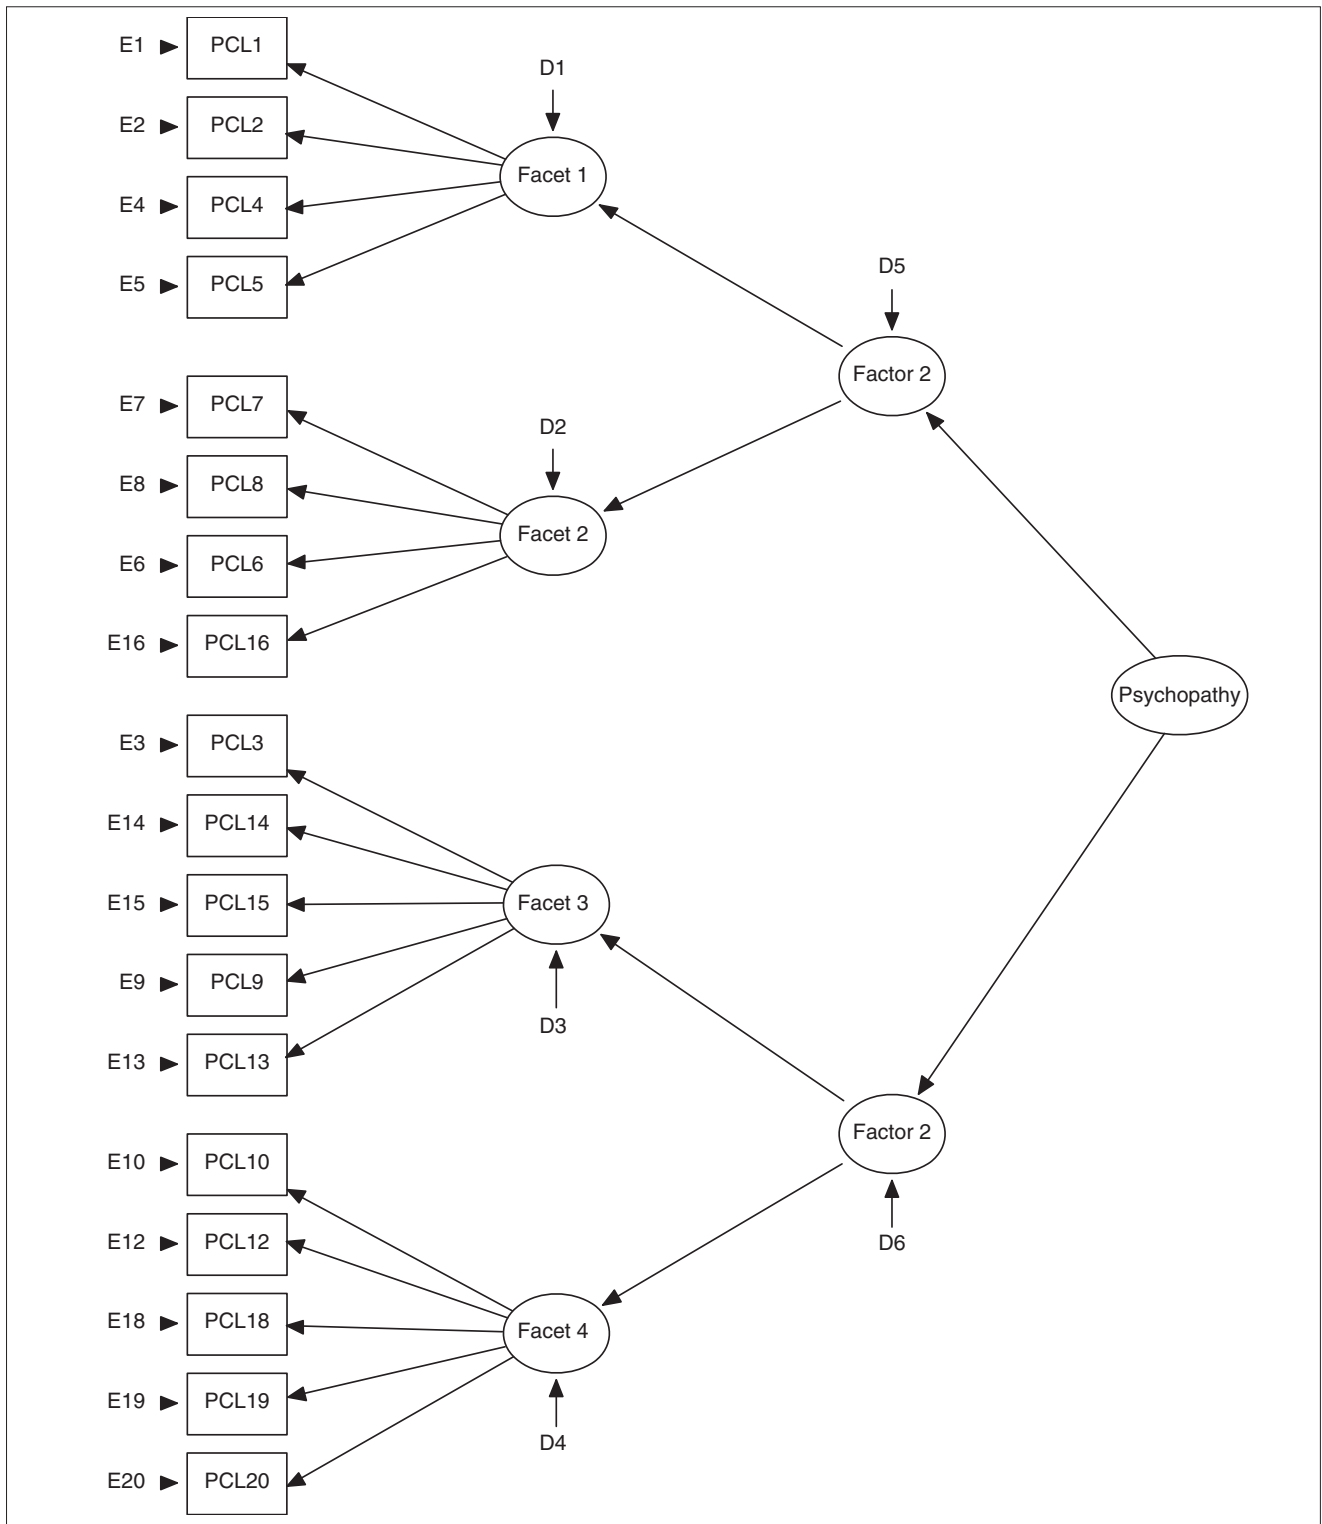 E1 PCL1
D1
E2 PCL2
Facet 1
E4 PCL4
E5 PCL5
D5
Factor 2
E7 PCL7
D2
E8 PCL8
Facet 2
E6 PCL6
E16 PCL16
Psychopathy
E3 PCL3
E14 PCL14
E15 PCL15
Facet 3
E9 PCL9
D3
E13 PCL13
Factor 2
E10 PCL10
E12 PCL12
D6
E18 PCL18
Facet 4
E19 PCL19
D4
E20 PCL20